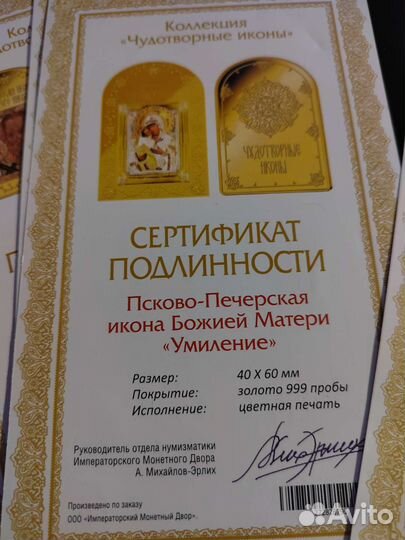 Коллекция
«Чудотворные иконы»
ЧУДОТВОРНЫЕ
ИКОНЫ
СЕРТИФИКАТ
ПОДЛИННОСТИ
Псково-Печерская
икона Божией Матери
«Умиление»
Размер: 40 X 60 мм
Покрытие: золото 999 пробы
Исполнение: цветная печать
Руководитель отдела нумизматики
Императорского Монетного Двора
А. Михайлов-Эрлих
Произведено по заказу
ООО «Императорский Монетный Двор».
Avito